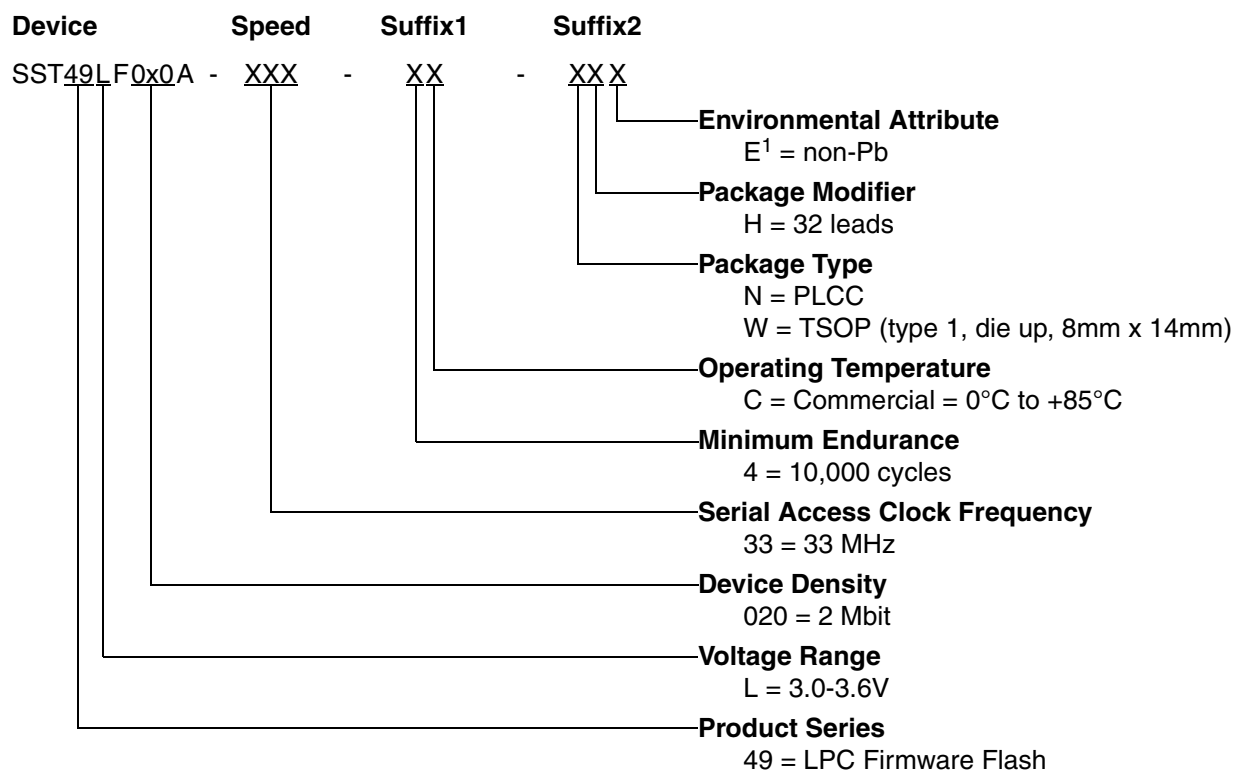 Device Speed Suffix1 Suffix2
SST49LF0x0A - XXX - XX - XX X
Environmental Attribute
E1 = non-Pb
Package Modifier
H = 32 leads
Package Type
N = PLCC
W = TSOP (type 1, die up, 8mm x 14mm)
Operating Temperature
C = Commercial = 0°C to +85°C
Minimum Endurance
4 = 10,000 cycles
Serial Access Clock Frequency
33 = 33 MHz
Device Density
020 = 2 Mbit
Voltage Range
L = 3.0-3.6V
Product Series
49 = LPC Firmware Flash